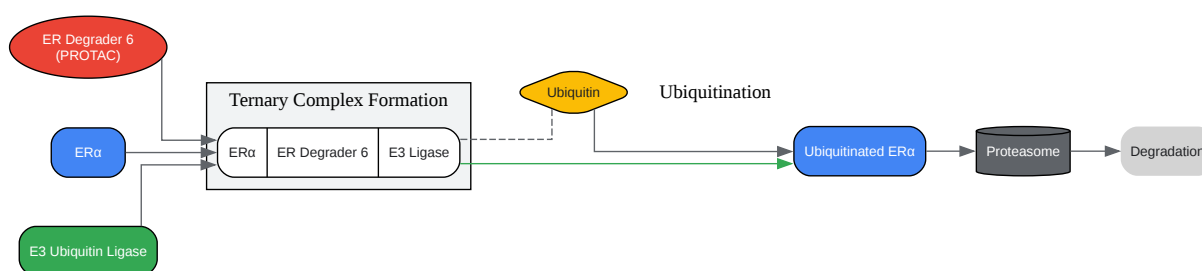 ER Degrader 6
(PROTAC)
Ternary Complex Formation
Ubiquitin
Ubiquitination
ERα
ERα
ER Degrader 6
E3 Ligase
Ubiquitinated ERα
Proteasome
Degradation
E3 Ubiquitin Ligase